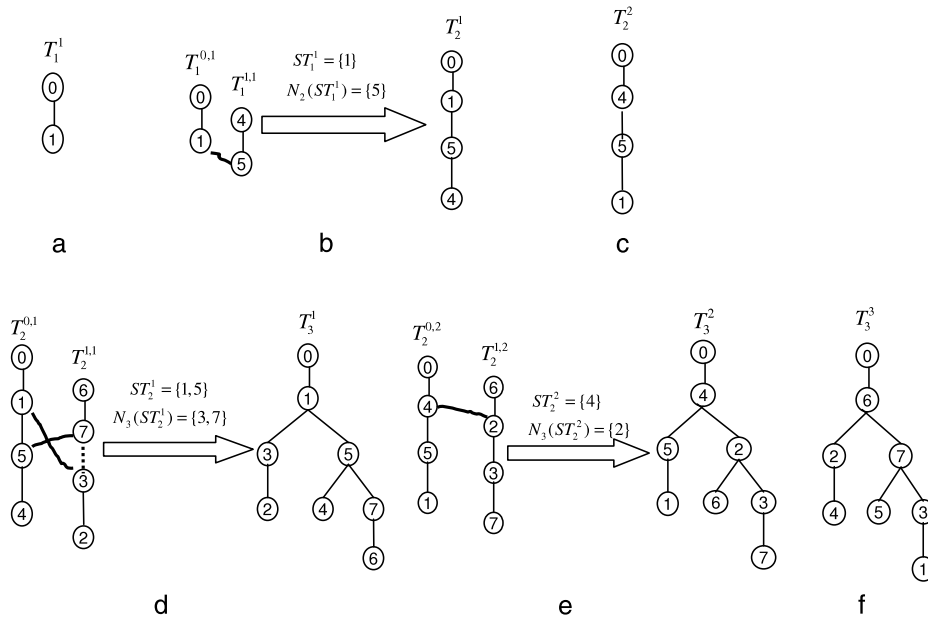 T_1^1
0
1
a
T_1^{0,1}
0
1
T_1^{1,1}
4
5
ST_1^1 = {1}
N_2(ST_1^1) = {5}
T_2^1
0
1
5
4
b
T_2^2
0
4
5
1
c
T_2^{0,1}
0
1
5
4
T_2^{1,1}
6
7
3
2
ST_2^1 = {1,5}
N_3(ST_2^1) = {3,7}
T_3^1
0
1
3 5
2 4 7
6
d
T_2^{0,2}
0
4
5
1
T_2^{1,2}
6
2
3
7
ST_2^2 = {4}
N_3(ST_2^2) = {2}
T_3^2
0
4
5 2
1 6 3
7
e
T_3^3
0
6
2 7
4 5 3
1
f